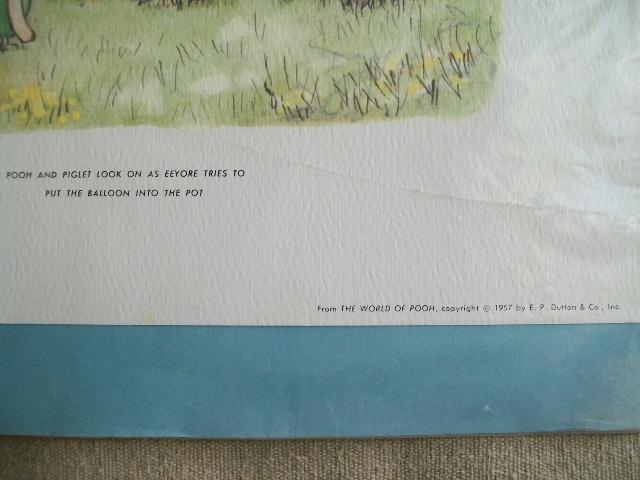 POOH AND PIGLET LOOK ON AS EEYORE TRIES TO
PUT THE BALLOON INTO THE POT
From THE WORLD OF POOH, copyright © 1957 by E. P. Dutton & Co., Inc.